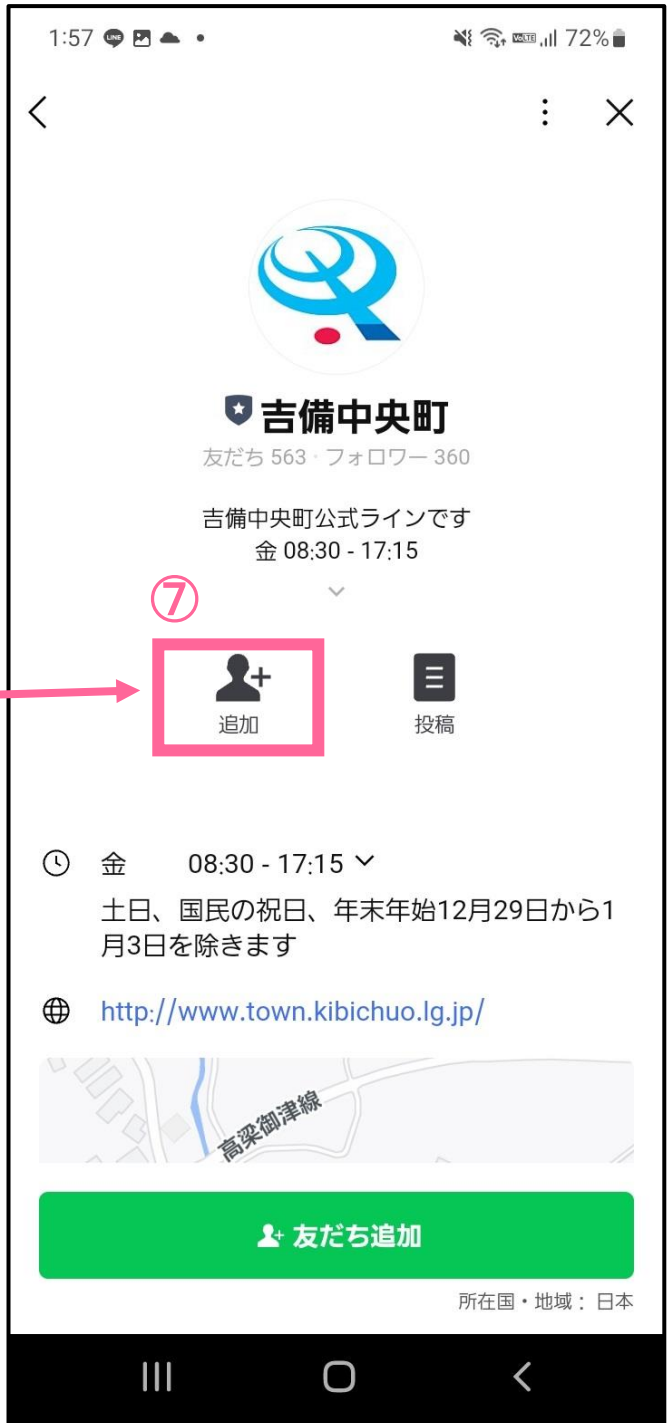 1:57
72%
吉備中央町
友だち 563 · フォロワー 360
吉備中央町公式ラインです
金 08:30 - 17:15
⑦
追加
投稿
金 08:30 - 17:15
土日、国民の祝日、年末年始12月29日から1
月3日を除きます
http://www.town.kibichuo.lg.jp/
高梁御津線
友だち追加
所在国・地域： 日本